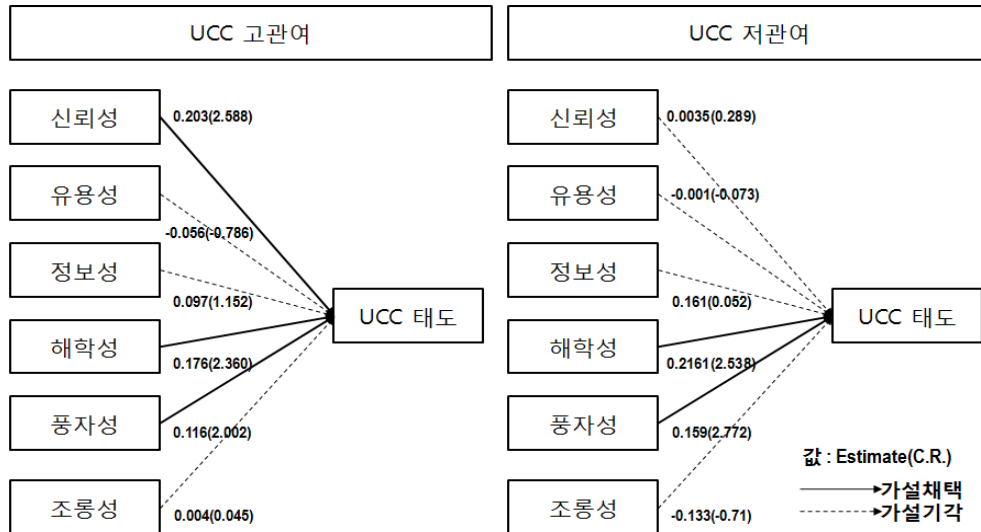 UCC 고관여
신뢰성
0.203(2.588)
유용성
-0.056(-0.786)
정보성
0.097(1.152)
UCC 태도
해학성
0.176(2.360)
풍자성
0.116(2.002)
조롱성
0.004(0.045)
UCC 저관여
신뢰성
0.0035(0.289)
유용성
-0.001(-0.073)
정보성
0.161(0.052)
UCC 태도
해학성
0.2161(2.538)
풍자성
0.159(2.772)
조롱성
-0.133(-0.71)
값 : Estimate(C.R.)
가설채택
가설기각